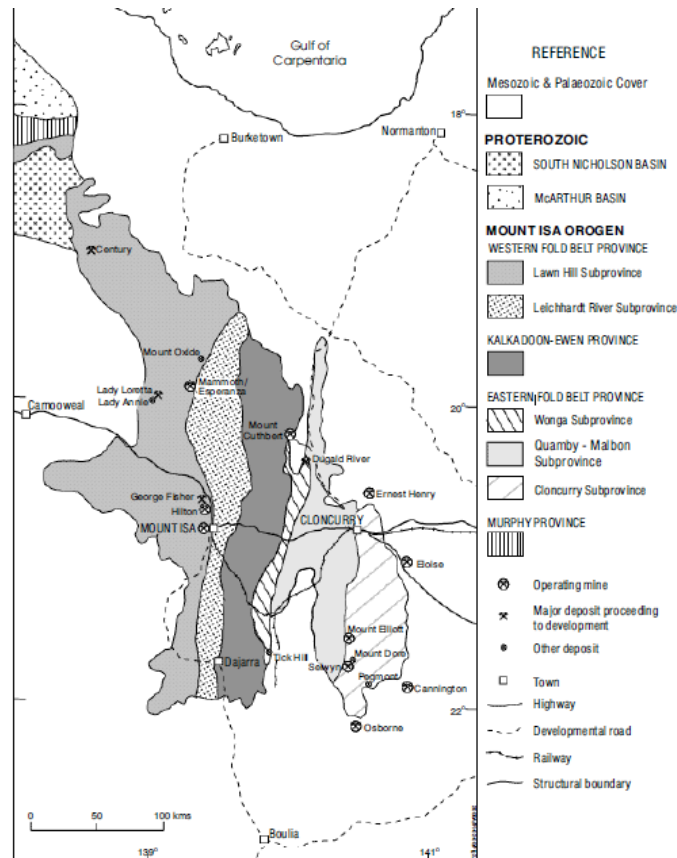 Gulf of
Carpentaria
Burketown
Normanton
18°
Century
Mount Oxide
Mammoth/
Esperanza
Lady Loretta
Lady Annie
Camooweal
20°
Mount
Cuthbert
Dugald River
Ernest Henry
George Fisher
Hilton
MOUNT ISA
CLONCURRY
Eloise
Mount Elliott
Mount Dore
Selwyn
Pegmont
Tick Hill
Dajarra
Cannington
22°
Osborne
0 50 100 kms
Boulia
139°
141°
REFERENCE
Mesozoic & Palaeozoic Cover
PROTEROZOIC
SOUTH NICHOLSON BASIN
McARTHUR BASIN
MOUNT ISA OROGEN
WESTERN FOLD BELT PROVINCE
Lawn Hill Subprovince
Leichhardt River Subprovince
KALKADOON-EWEN PROVINCE
EASTERN FOLD BELT PROVINCE
Wonga Subprovince
Quamby - Malbon
Subprovince
Cloncurry Subprovince
MURPHY PROVINCE
Operating mine
Major deposit proceeding
to development
Other deposit
Town
Highway
Developmental road
Railway
Structural boundary